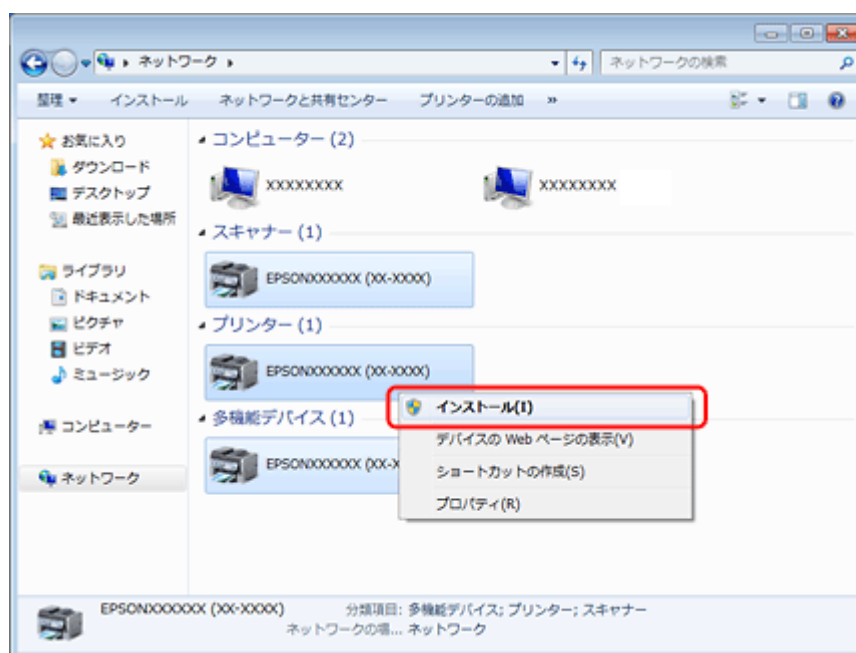 ネットワーク
ネットワークの検索
整理 インストール ネットワークと共有センター プリンターの追加 »
お気に入り
ダウンロード
デスクトップ
最近表示した場所
ライブラリ
ドキュメント
ピクチャ
ビデオ
ミュージック
コンピューター
ネットワーク
コンピューター (2)
XXXXXXXX
XXXXXXXX
スキャナー (1)
EPSONXXXXXX (XX-XXXX)
プリンター (1)
EPSONXXXXXX (XX-XXXX)
多機能デバイス (1)
EPSONXXXXXX (XX-X
インストール(I)
デバイスの Web ページの表示(V)
ショートカットの作成(S)
プロパティ(R)
EPSONXXXXXX (XX-XXXX) 分類項目: 多機能デバイス; プリンター; スキャナー
ネットワークの場... ネットワーク